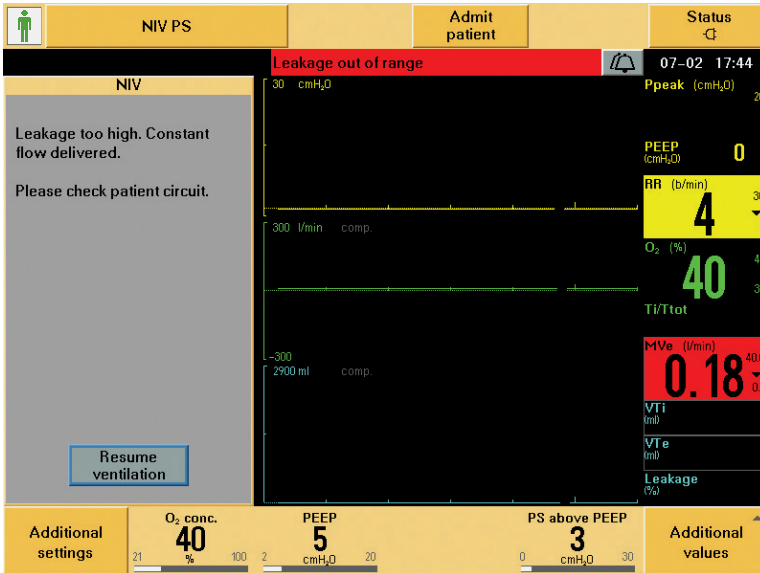 NIV PS
Admit
patient
Status
Leakage out of range
07-02 17:44
NIV
Leakage too high. Constant
flow delivered.
Please check patient circuit.
Resume
ventilation
30 cmH₂O
300 l/min comp.
-300
2900 ml comp.
Ppeak (cmH₂O)
PEEP
(cmH₂O)
0
RR (b/min)
4
O₂ (%)
40
Ti/Ttot
MVe (l/min)
40.0
0.18
VTi
(ml)
VTe
(ml)
Leakage
(%)
Additional
settings
O₂ conc.
40
21 % 100
PEEP
5
2 cmH₂O 20
PS above PEEP
3
0 cmH₂O 30
Additional
values